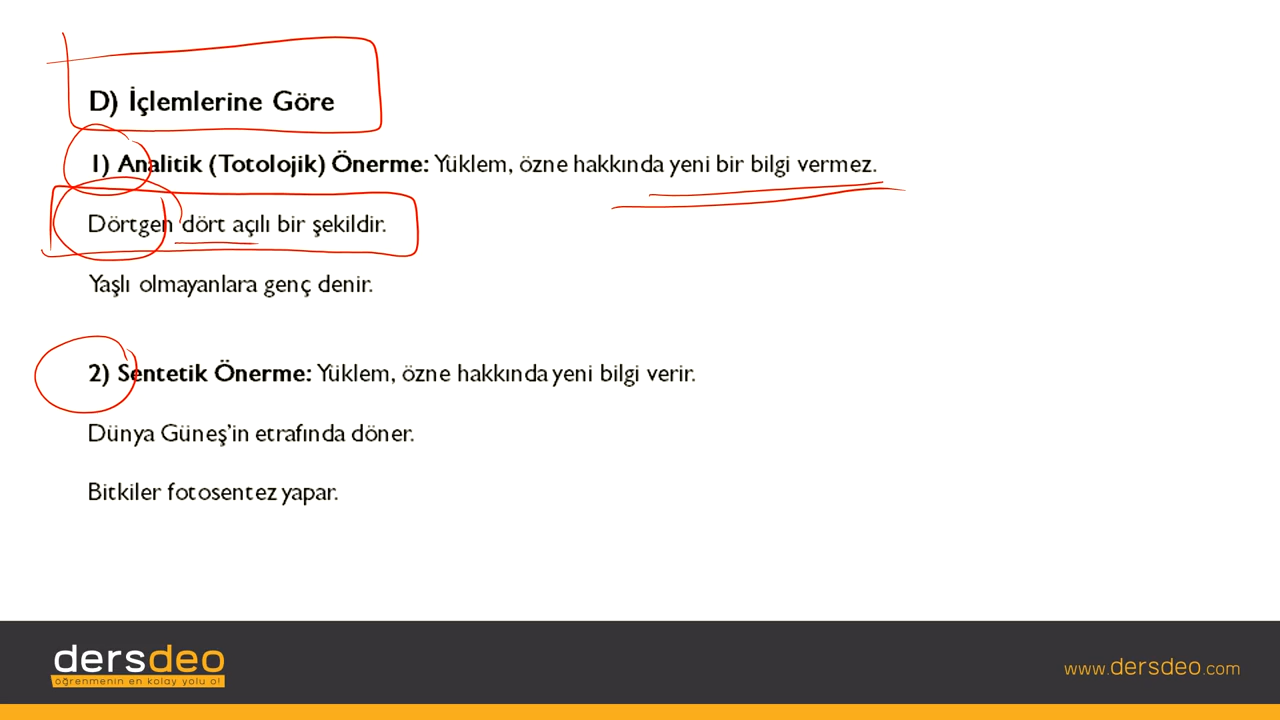 D) İçlemlerine Göre
1) Analitik (Totolojik) Önerme: Yüklem, özne hakkında yeni bir bilgi vermez.
Dörtgen dört açılı bir şekildir.
Yaşlı olmayanlara genç denir.
2) Sentetik Önerme: Yüklem, özne hakkında yeni bilgi verir.
Dünya Güneş'in etrafında döner.
Bitkiler fotosentez yapar.
dersdeo
öğrenmenin en kolay yolu o!
www.dersdeo.com